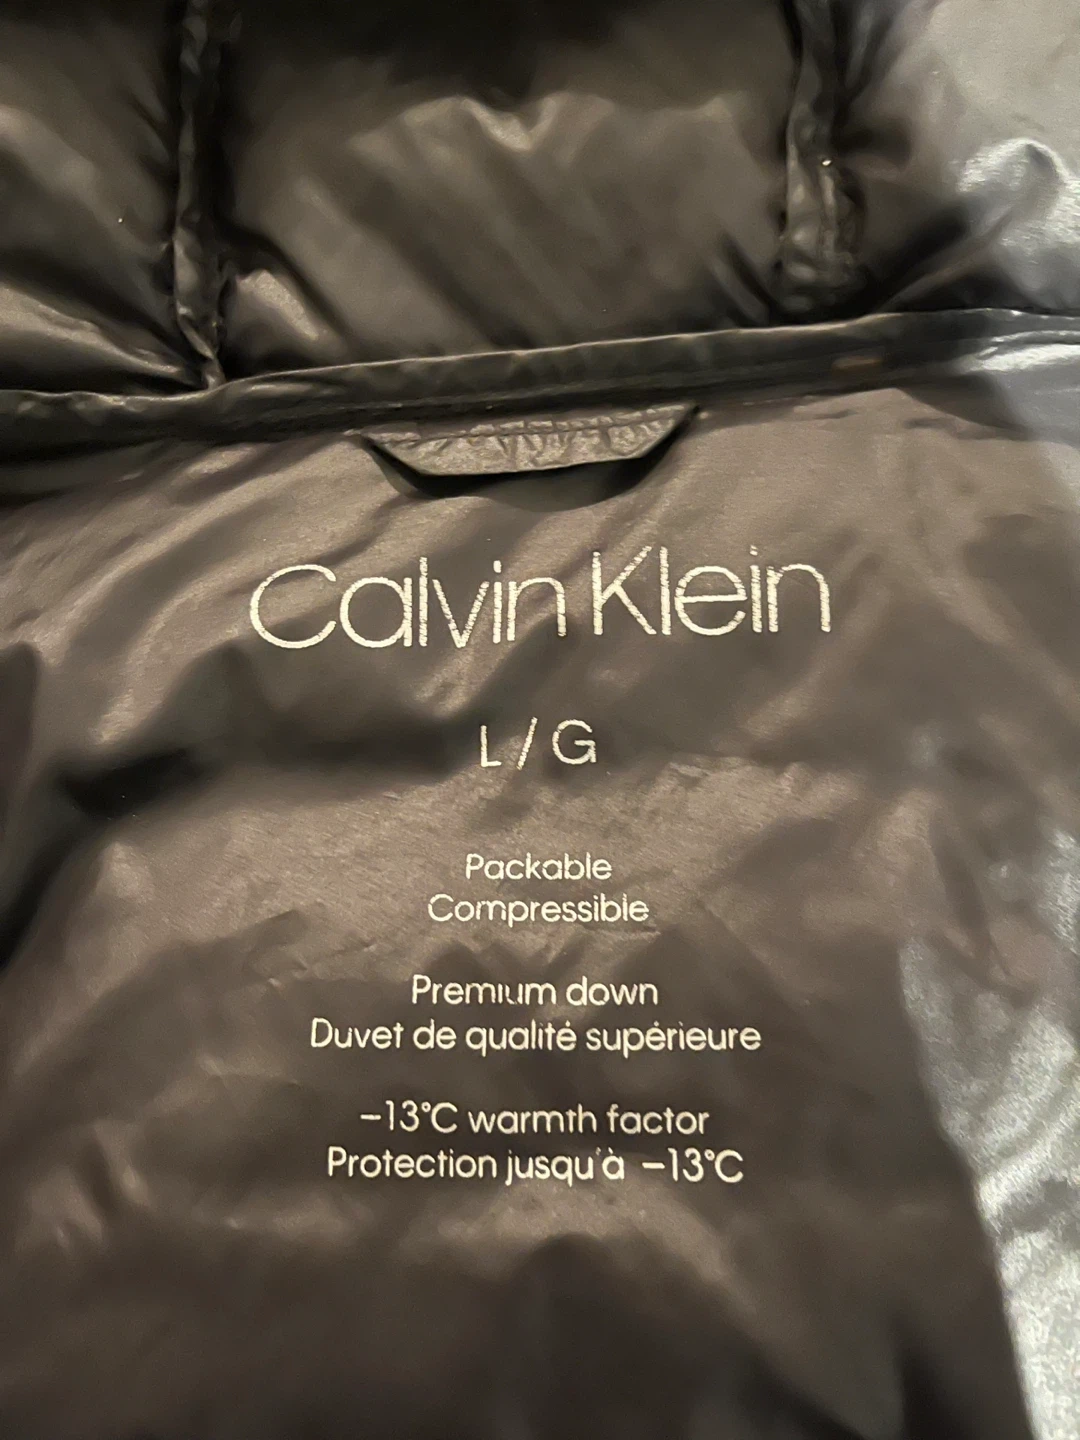 Calvin Klein
L / G
Packable
Compressible
Premium down
Duvet de qualité supérieure
–13°C warmth factor
Protection jusqu'à –13°C